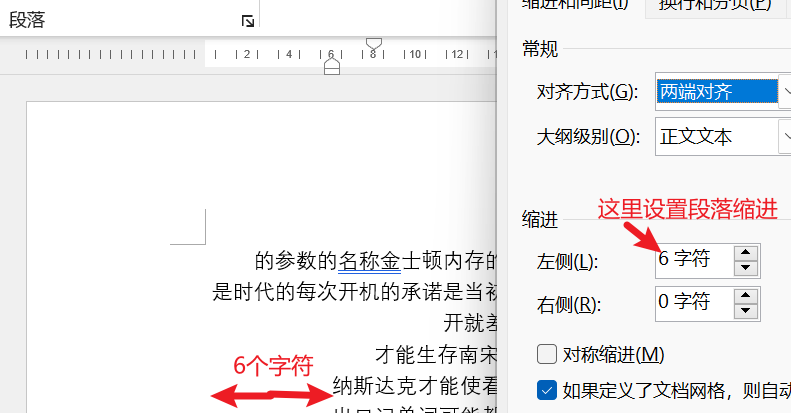 段落
2 4 6 8 10 12
的参数的名称金士顿内存的
是时代的每次开机的承诺是当初
开就差
才能生存南宋
6个字符
纳斯达克才能使看
缩进和间距(I) 换行和分页(P)
常规
对齐方式(G): 两端对齐
大纲级别(O): 正文文本
缩进
这里设置段落缩进
左侧(L): 6 字符
右侧(R): 0 字符
对称缩进(M)
如果定义了文档网格，则自动